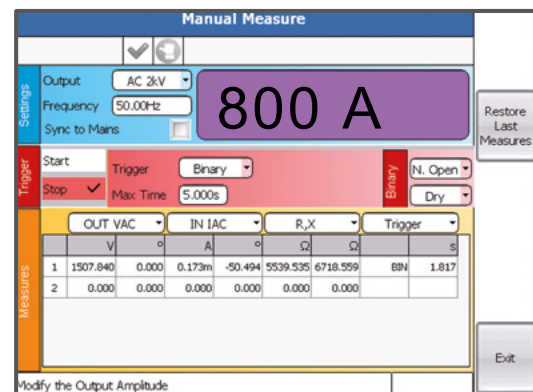 Manual Measure
Settings
Output AC 2kV
Frequency 50.00Hz
Sync to Mains
800 A
Restore
Last
Measures
Trigger
Start
Stop
Trigger Binary
Max Time 5.000s
Binary
N. Open
Dry
Measures
OUT VAC IN IAC R,X Trigger
V ° A ° Ω Ω s
1 1507.840 0.000 0.173m -50.494 5539.535 6718.559 BIN 1.817
2 0.000 0.000 0.000 0.000 0.000 0.000
Exit
Modify the Output Amplitude